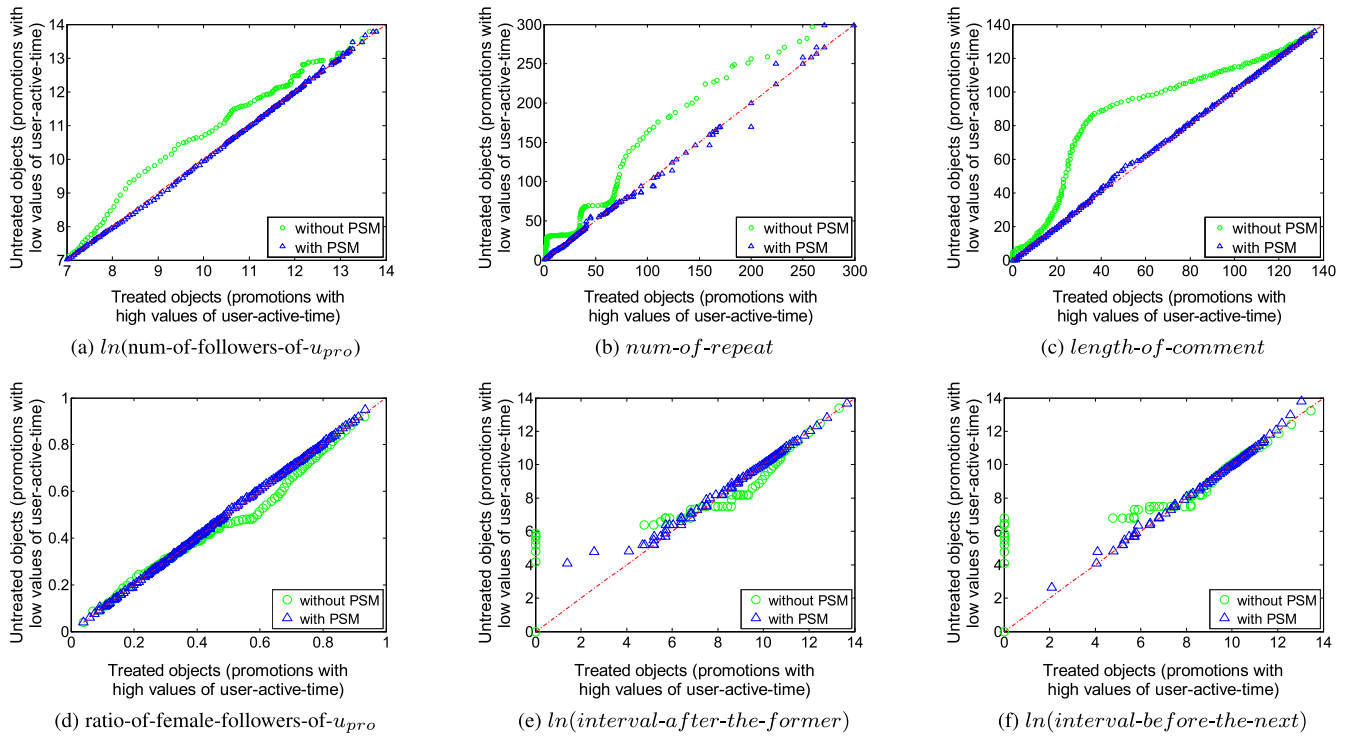 Untreated objects (promotions with
low values of user-active-time)
14
13
12
11
10
9
8
7
7 8 9 10 11 12 13 14
without PSM
with PSM
Treated objects (promotions with
high values of user-active-time)
(a) ln(num-of-followers-of-u_pro)
Untreated objects (promotions with
low values of user-active-time)
300
250
200
150
100
50
0
0 50 100 150 200 250 300
without PSM
with PSM
Treated objects (promotions with
high values of user-active-time)
(b) num-of-repeat
Untreated objects (promotions with
low values of user-active-time)
140
120
100
80
60
40
20
0
0 20 40 60 80 100 120 140
without PSM
with PSM
Treated objects (promotions with
high values of user-active-time)
(c) length-of-comment
Untreated objects (promotions with
low values of user-active-time)
1
0.8
0.6
0.4
0.2
0
0 0.2 0.4 0.6 0.8 1
without PSM
with PSM
Treated objects (promotions with
high values of user-active-time)
(d) ratio-of-female-followers-of-u_pro
Untreated objects (promotions with
low values of user-active-time)
14
12
10
8
6
4
2
0
0 2 4 6 8 10 12 14
without PSM
with PSM
Treated objects (promotions with
high values of user-active-time)
(e) ln(interval-after-the-former)
Untreated objects (promotions with
low values of user-active-time)
14
12
10
8
6
4
2
0
0 2 4 6 8 10 12 14
without PSM
with PSM
Treated objects (promotions with
high values of user-active-time)
(f) ln(interval-before-the-next)